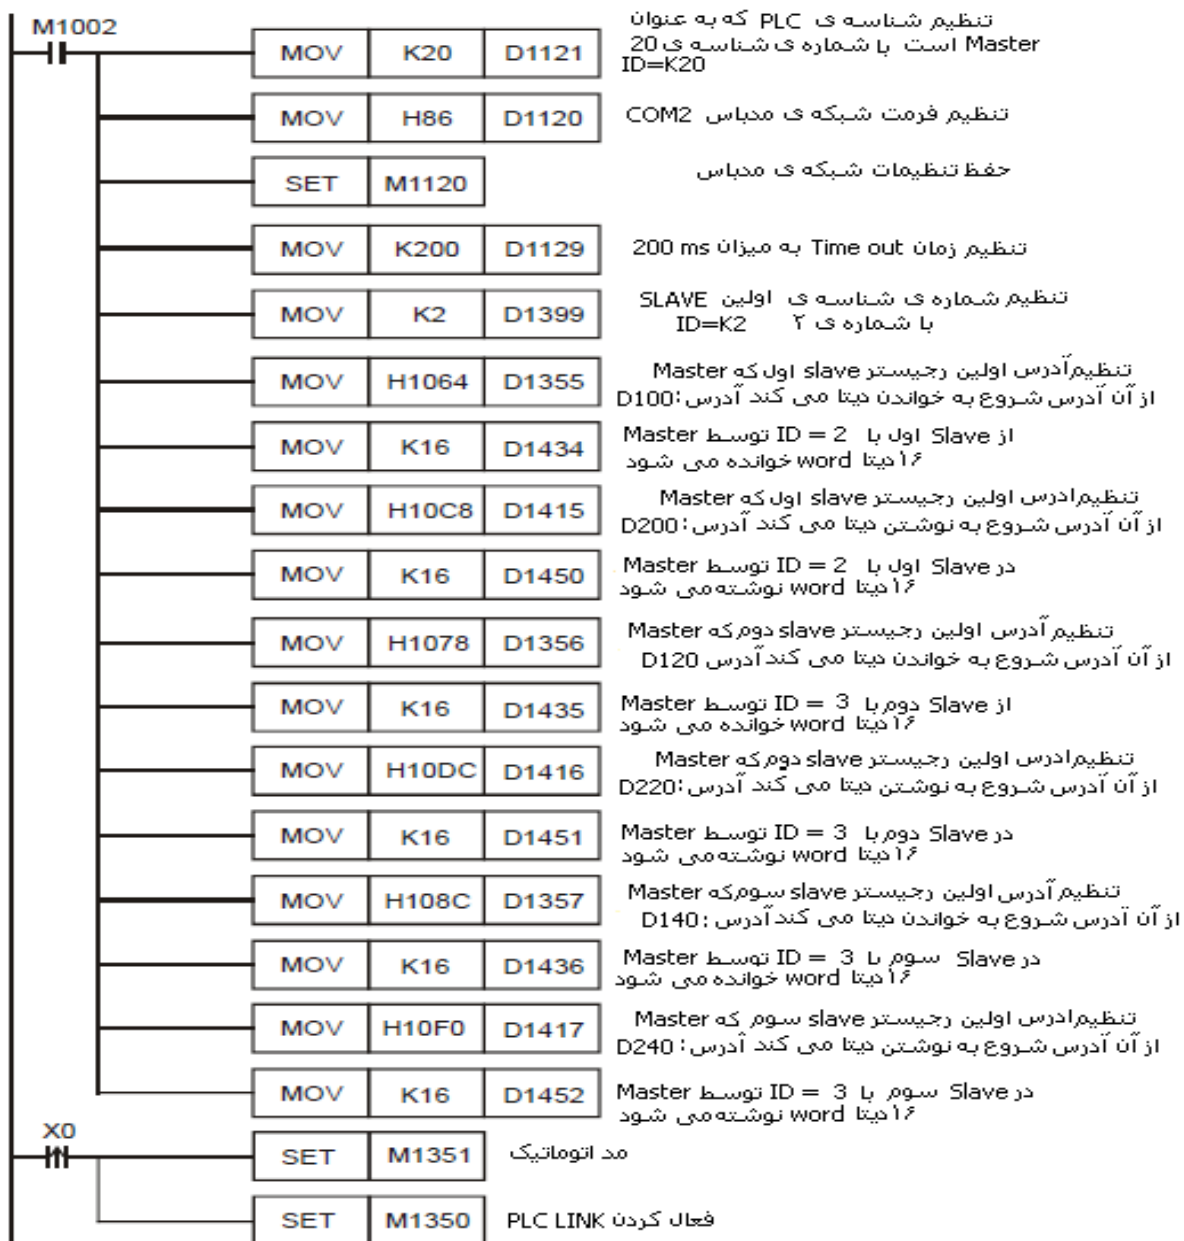 M1002
MOV K20 D1121
تنظیم شناسه ی PLC که به عنوان
Master است با شماره ی شناسه ی 20
ID=K20
MOV H86 D1120
تنظیم فرمت شبکه ی مدباس COM2
SET M1120
حفظ تنظیمات شبکه ی مدباس
MOV K200 D1129
تنظیم زمان Time out به میزان 200 ms
MOV K2 D1399
تنظیم شماره ی شناسه ی اولین SLAVE
با شماره ی ۲ ID=K2
MOV H1064 D1355
تنظیم آدرس اولین رجیستر slave اول که Master
از آن آدرس شروع به خواندن دیتا می کند آدرس:D100
MOV K16 D1434
از Slave اول با ID = 2 توسط Master
۱۶دیتا word خوانده می شود
MOV H10C8 D1415
تنظیم ادرس اولین رجیستر slave اول که Master
از آن آدرس شروع به نوشتن دیتا می کند آدرس:D200
MOV K16 D1450
در Slave اول با ID = 2 توسط Master
۱۶دیتا word نوشته می شود
MOV H1078 D1356
تنظیم آدرس اولین رجیستر slave دوم که Master
از آن آدرس شروع به خواندن دیتا می کند آدرس D120
MOV K16 D1435
از Slave دوم با ID = 3 توسط Master
۱۶دیتا word خوانده می شود
MOV H10DC D1416
تنظیم ادرس اولین رجیستر slave دوم که Master
از آن آدرس شروع به نوشتن دیتا می کند آدرس:D220
MOV K16 D1451
در Slave دوم با ID = 3 توسط Master
۱۶دیتا word نوشته می شود
MOV H108C D1357
تنظیم آدرس اولین رجیستر slave سوم که Master
از آن آدرس شروع به خواندن دیتا می کند آدرس:D140
MOV K16 D1436
در Slave سوم با ID = 3 توسط Master
۱۶دیتا word خوانده می شود
MOV H10F0 D1417
تنظیم ادرس اولین رجیستر slave سوم که Master
از آن آدرس شروع به نوشتن دیتا می کند آدرس:D240
MOV K16 D1452
در Slave سوم با ID = 3 توسط Master
۱۶دیتا word نوشته می شود
X0
SET M1351
مد اتوماتیک
SET M1350
فعال کردن PLC LINK